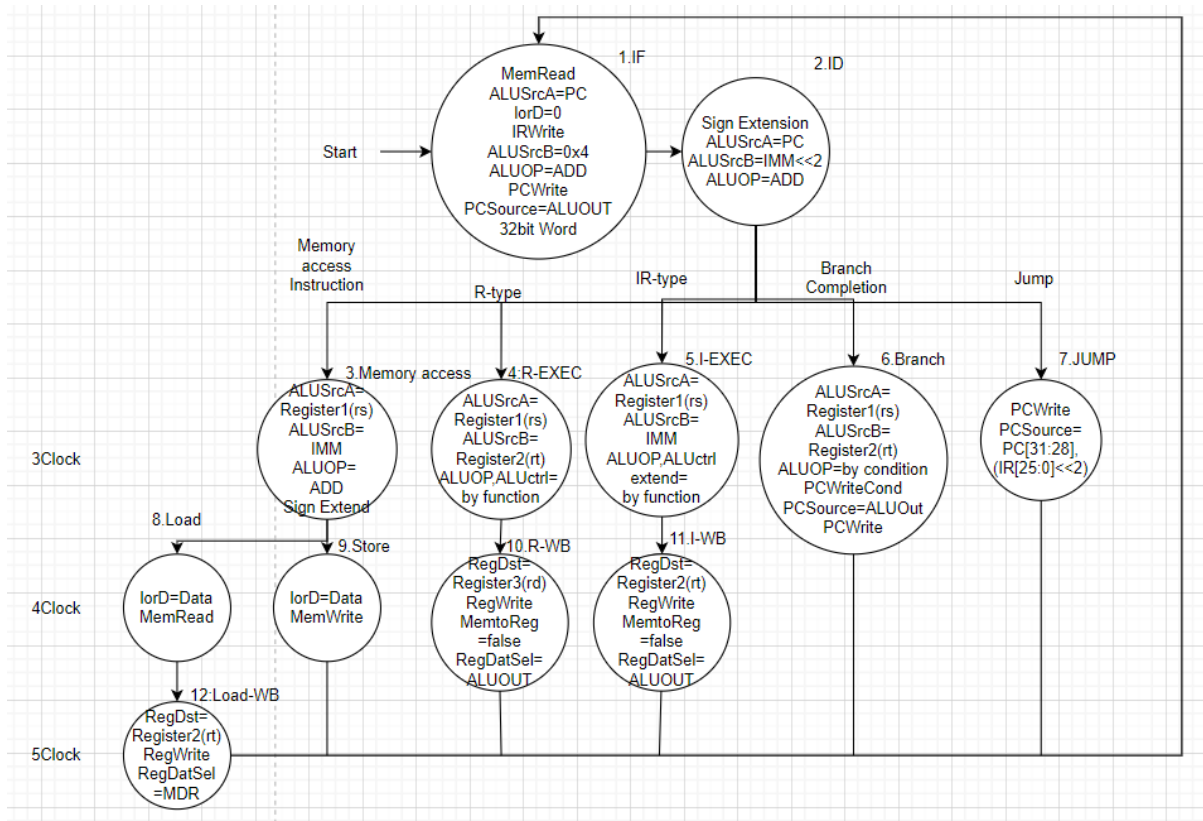 1.IF
MemRead
ALUSrcA=PC
IorD=0
IRWrite
ALUSrcB=0x4
ALUOP=ADD
PCWrite
PCSource=ALUOUT
32bit Word
2.ID
Sign Extension
ALUSrcA=PC
ALUSrcB=IMM<<2
ALUOP=ADD
Start
Memory
access
Instruction
R-type
IR-type
Branch
Completion
Jump
3Clock
3.Memory access
ALUSrcA=
Register1(rs)
ALUSrcB=
IMM
ALUOP=
ADD
Sign Extend
4:R-EXEC
ALUSrcA=
Register1(rs)
ALUSrcB=
Register2(rt)
ALUOP,ALUctrl=
by function
5.I-EXEC
ALUSrcA=
Register1(rs)
ALUSrcB=
IMM
ALUOP,ALUctrl
extend=
by function
6.Branch
ALUSrcA=
Register1(rs)
ALUSrcB=
Register2(rt)
ALUOP=by condition
PCWriteCond
PCSource=ALUOut
PCWrite
7.JUMP
PCWrite
PCSource=
PC[31:28],
(IR[25:0]<<2)
4Clock
8.Load
IorD=Data
MemRead
9.Store
IorD=Data
MemWrite
10.R-WB
RegDst=
Register3(rd)
RegWrite
MemtoReg
=false
RegDatSel=
ALUOUT
11.I-WB
RegDst=
Register2(rt)
RegWrite
MemtoReg
=false
RegDatSel=
ALUOUT
5Clock
12:Load-WB
RegDst=
Register2(rt)
RegWrite
RegDatSel
=MDR